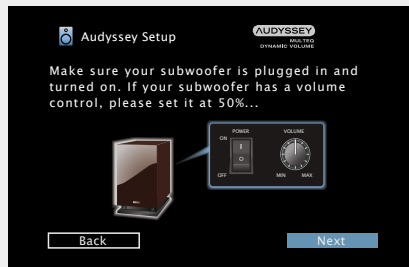 Audyssey Setup
AUDYSSEY
MULTEQ
DYNAMIC VOLUME
Make sure your subwoofer is plugged in and
turned on. If your subwoofer has a volume
control, please set it at 50%...
POWER VOLUME
ON
I
O
OFF
MIN MAX
Back Next